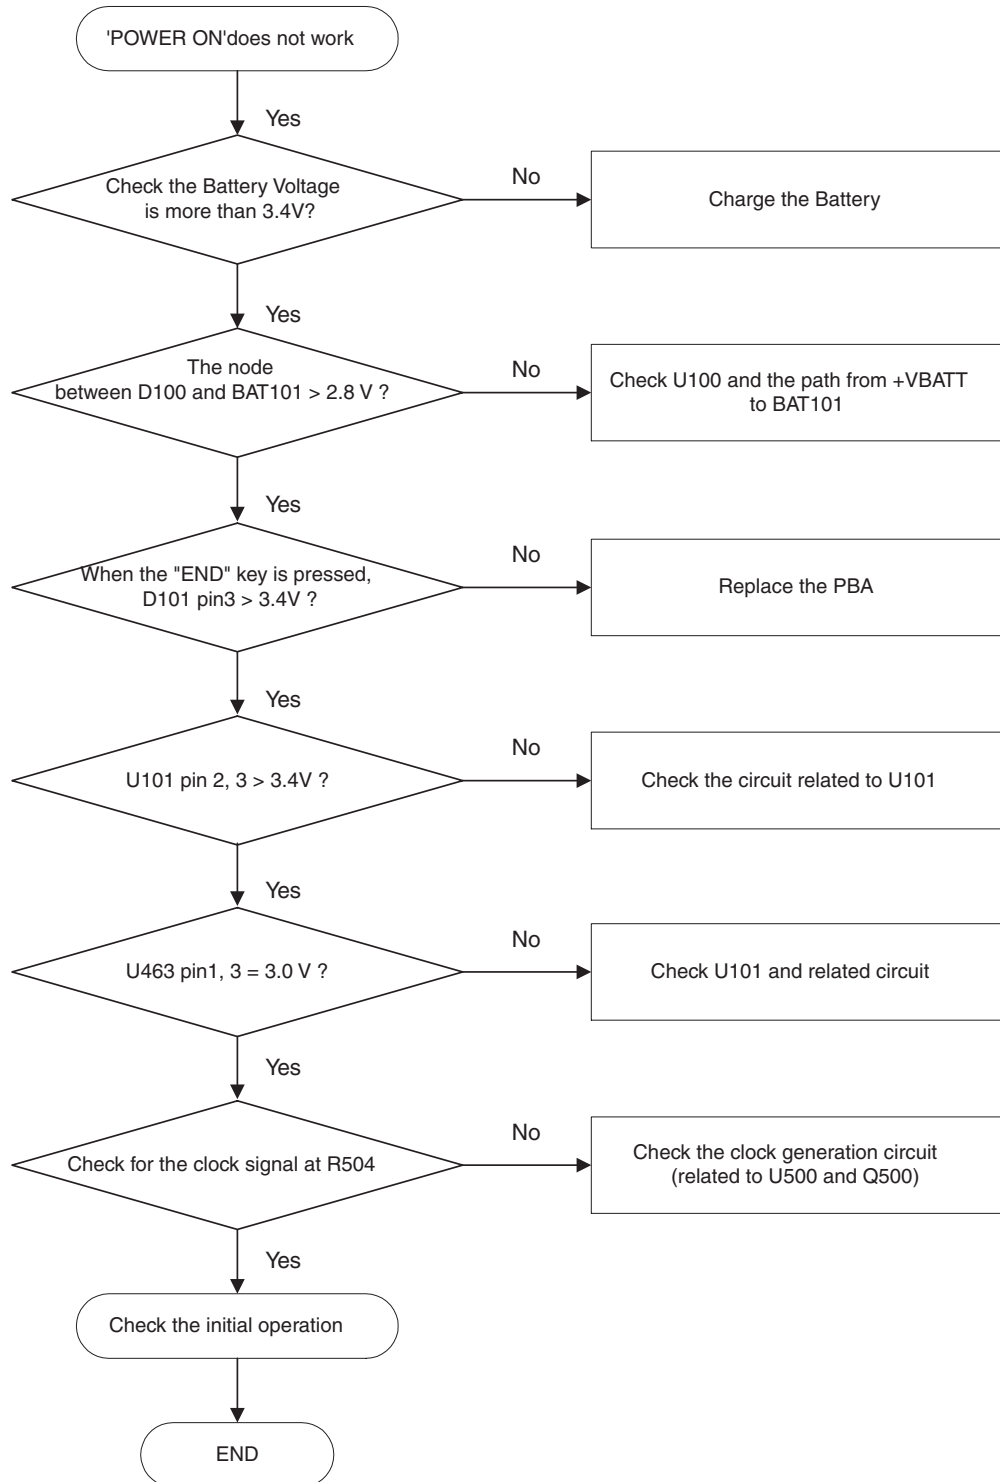 'POWER ON'does not work
Yes
Check the Battery Voltage
is more than 3.4V?
No
Charge the Battery
Yes
The node
between D100 and BAT101 > 2.8 V ?
No
Check U100 and the path from +VBATT
to BAT101
Yes
When the "END" key is pressed,
D101 pin3 > 3.4V ?
No
Replace the PBA
Yes
U101 pin 2, 3 > 3.4V ?
No
Check the circuit related to U101
Yes
U463 pin1, 3 = 3.0 V ?
No
Check U101 and related circuit
Yes
Check for the clock signal at R504
No
Check the clock generation circuit
(related to U500 and Q500)
Yes
Check the initial operation
END